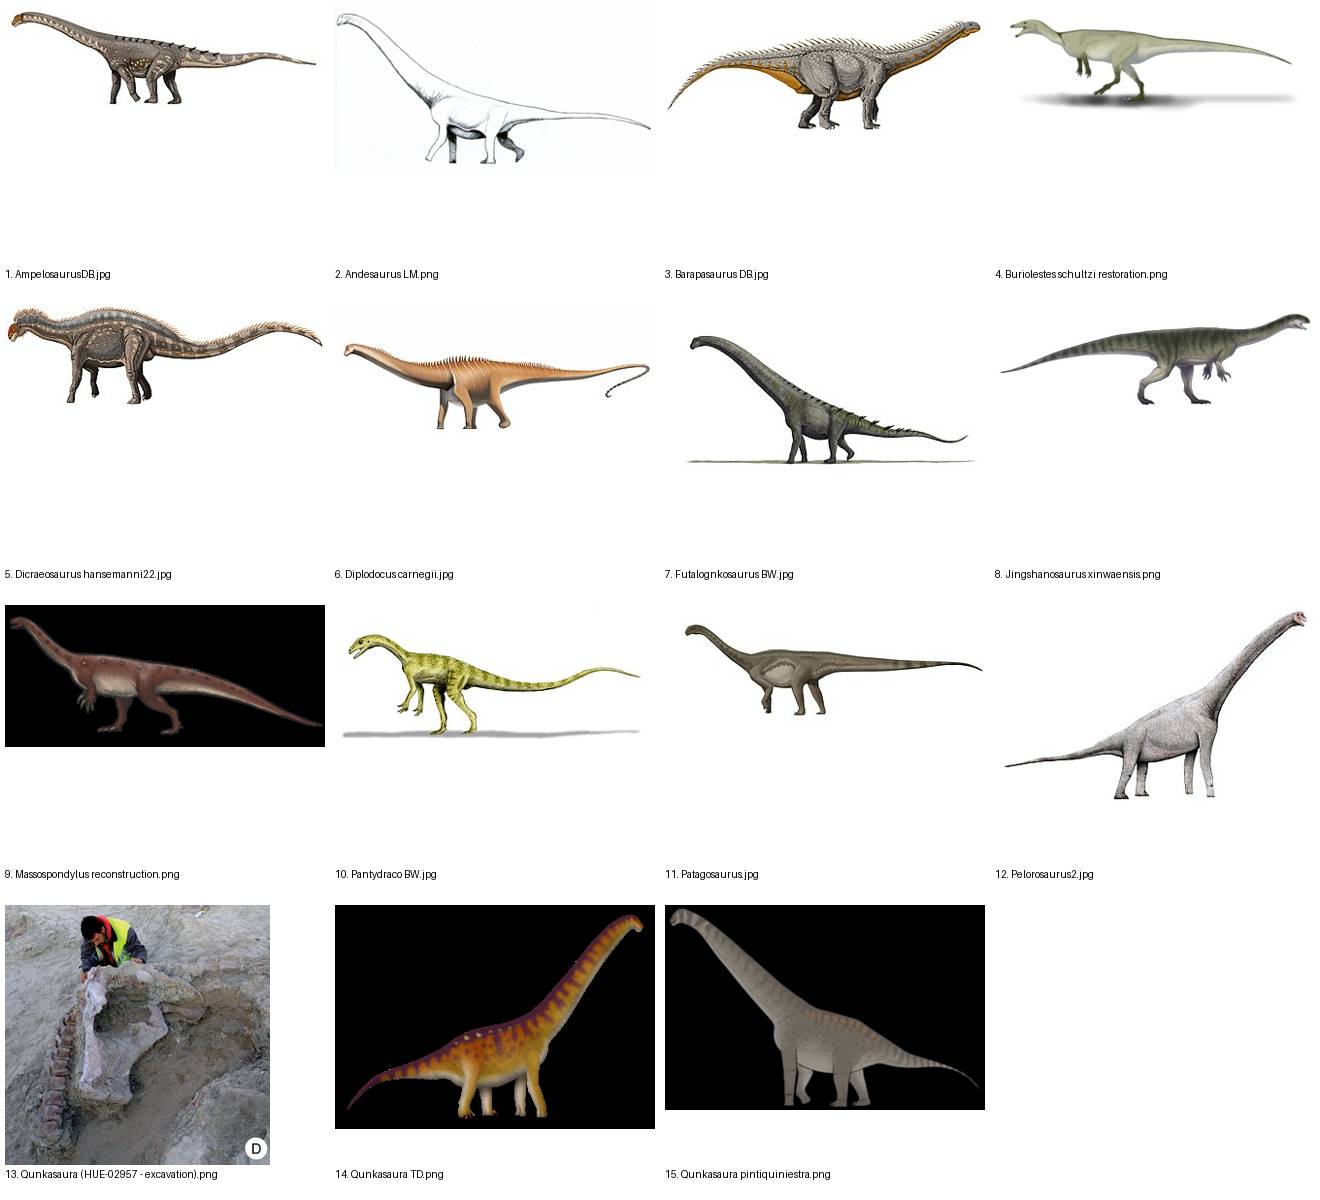 1. AmpelosaurusDB.jpg
2. Andesaurus LM.png
3. Barapasaurus DB.jpg
4. Buriolestes schultzi restoration.png
5. Dicraeosaurus hansemanni22.jpg
6. Diplodocus carnegii.jpg
7. Futalognkosaurus BW.jpg
8. Jingshanosaurus xinwaensis.png
9. Massospondylus reconstruction.png
10. Pantydraco BW.jpg
11. Patagosaurus.jpg
12. Pelorosaurus2.jpg
D
13. Qunkasaura (HUE-02957 - excavation).png
14. Qunkasaura TD.png
15. Qunkasaura pintiquiniestra.png